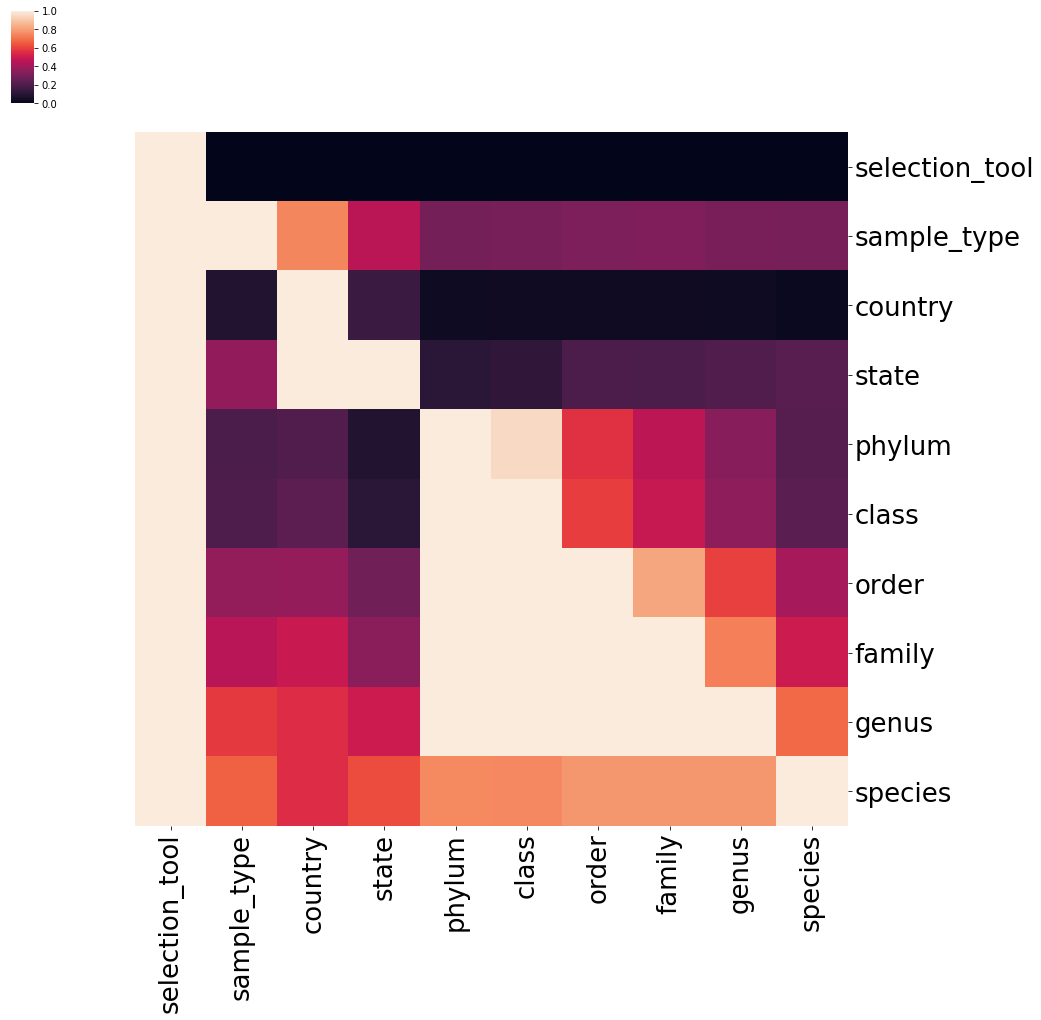 1.0
0.8
0.6
0.4
0.2
0.0
selection_tool
sample_type
country
state
phylum
class
order
family
genus
species
selection_tool
sample_type
country
state
phylum
class
order
family
genus
species